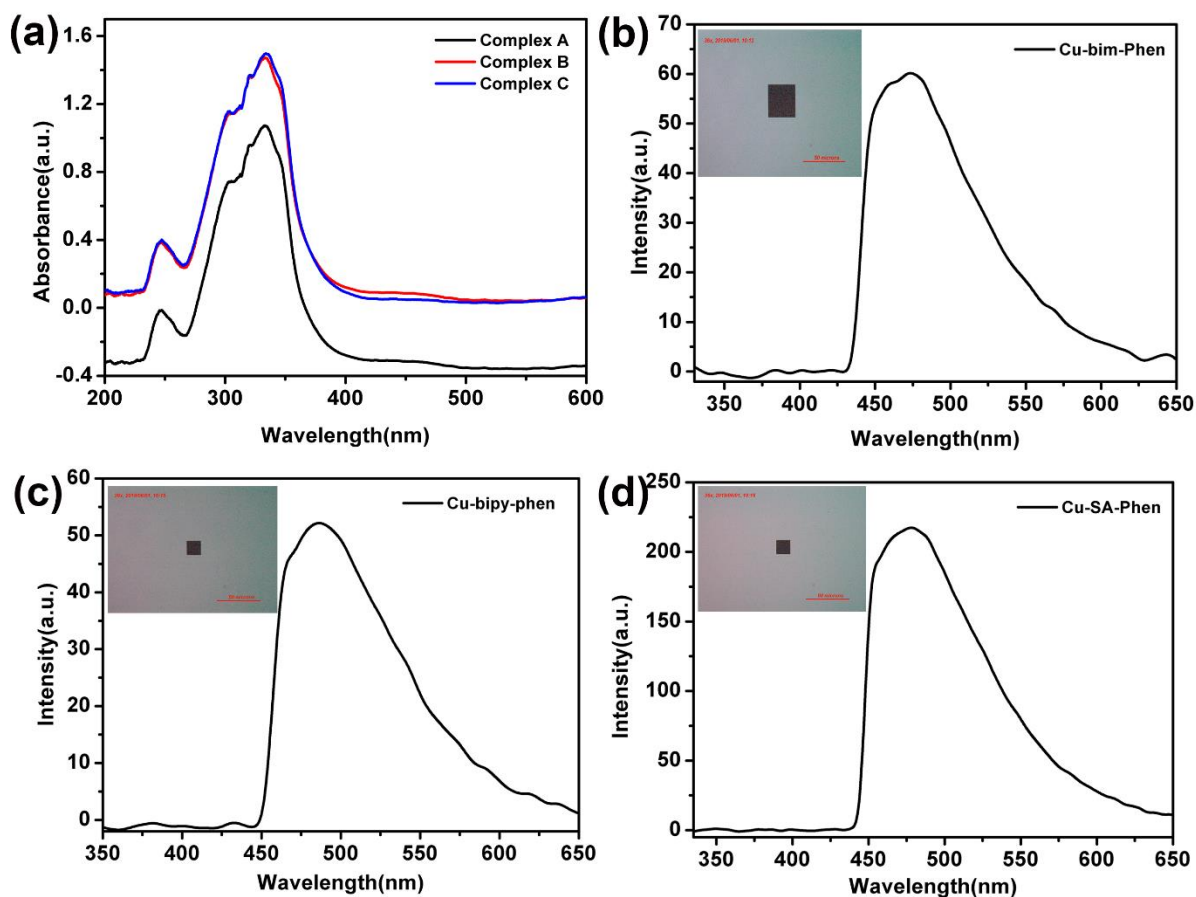 (a)
Complex A
Complex B
Complex C
1.6
1.2
0.8
0.4
0.0
-0.4
Absorbance(a.u.)
200
300
400
500
600
Wavelength(nm)
(b)
Cu-bim-Phen
70
60
50
40
30
20
10
0
Intensity(a.u.)
350
400
450
500
550
600
650
Wavelength(nm)
(c)
Cu-bipy-phen
60
50
40
30
20
10
0
Intensity(a.u.)
350
400
450
500
550
600
650
Wavelength(nm)
(d)
Cu-SA-Phen
250
200
150
100
50
0
Intensity(a.u.)
350
400
450
500
550
600
650
Wavelength(nm)